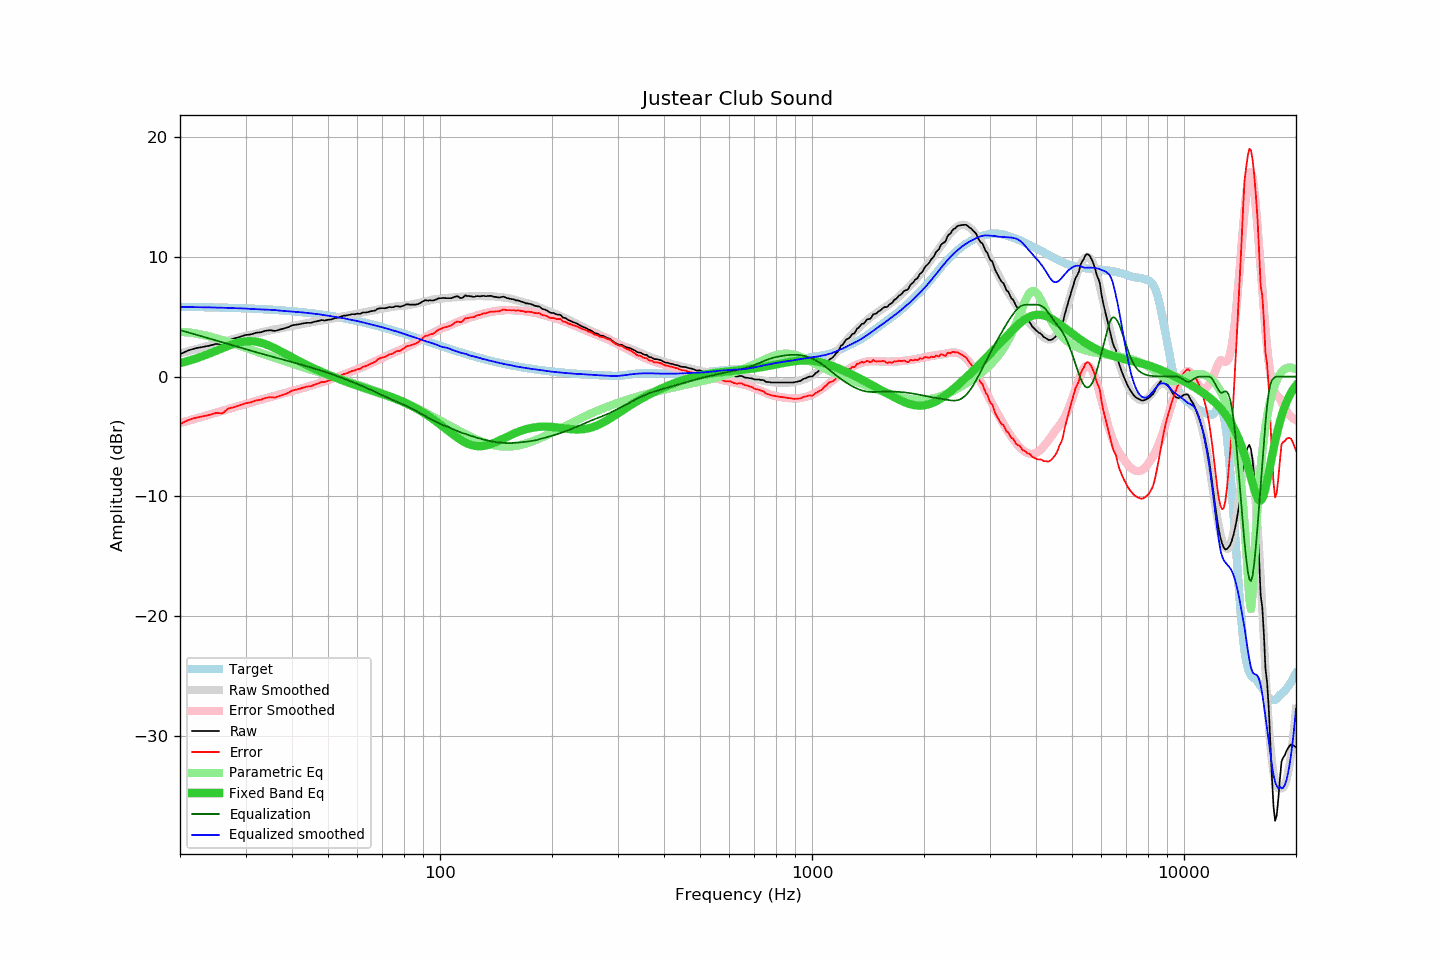 Justear Club Sound
20
10
0
−10
−20
−30
Amplitude (dBr)
Target
Raw Smoothed
Error Smoothed
Raw
Error
Parametric Eq
Fixed Band Eq
Equalization
Equalized smoothed
100
1000
10000
Frequency (Hz)